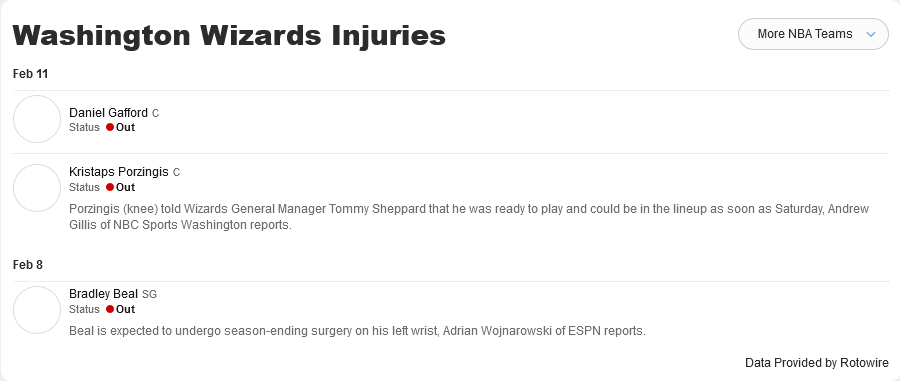 Washington Wizards Injuries
More NBA Teams
Feb 11
Daniel Gafford C
Status Out
Kristaps Porzingis C
Status Out
Porzingis (knee) told Wizards General Manager Tommy Sheppard that he was ready to play and could be in the lineup as soon as Saturday, Andrew
Gillis of NBC Sports Washington reports.
Feb 8
Bradley Beal SG
Status Out
Beal is expected to undergo season-ending surgery on his left wrist, Adrian Wojnarowski of ESPN reports.
Data Provided by Rotowire